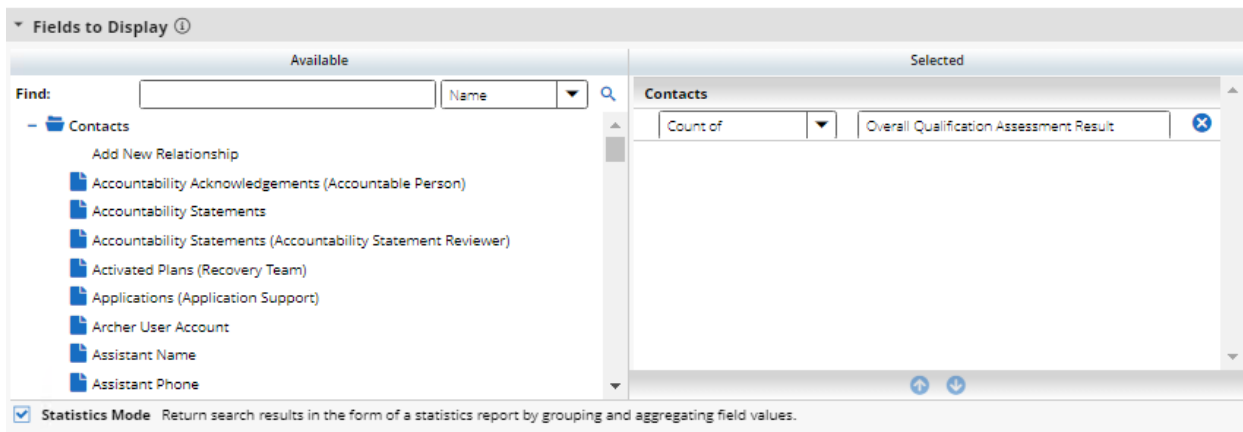 Fields to Display
Available
Selected
Find:
Name
Contacts
Contacts
Count of
Overall Qualification Assessment Result
Add New Relationship
Accountability Acknowledgements (Accountable Person)
Accountability Statements
Accountability Statements (Accountability Statement Reviewer)
Activated Plans (Recovery Team)
Applications (Application Support)
Archer User Account
Assistant Name
Assistant Phone
Statistics Mode Return search results in the form of a statistics report by grouping and aggregating field values.